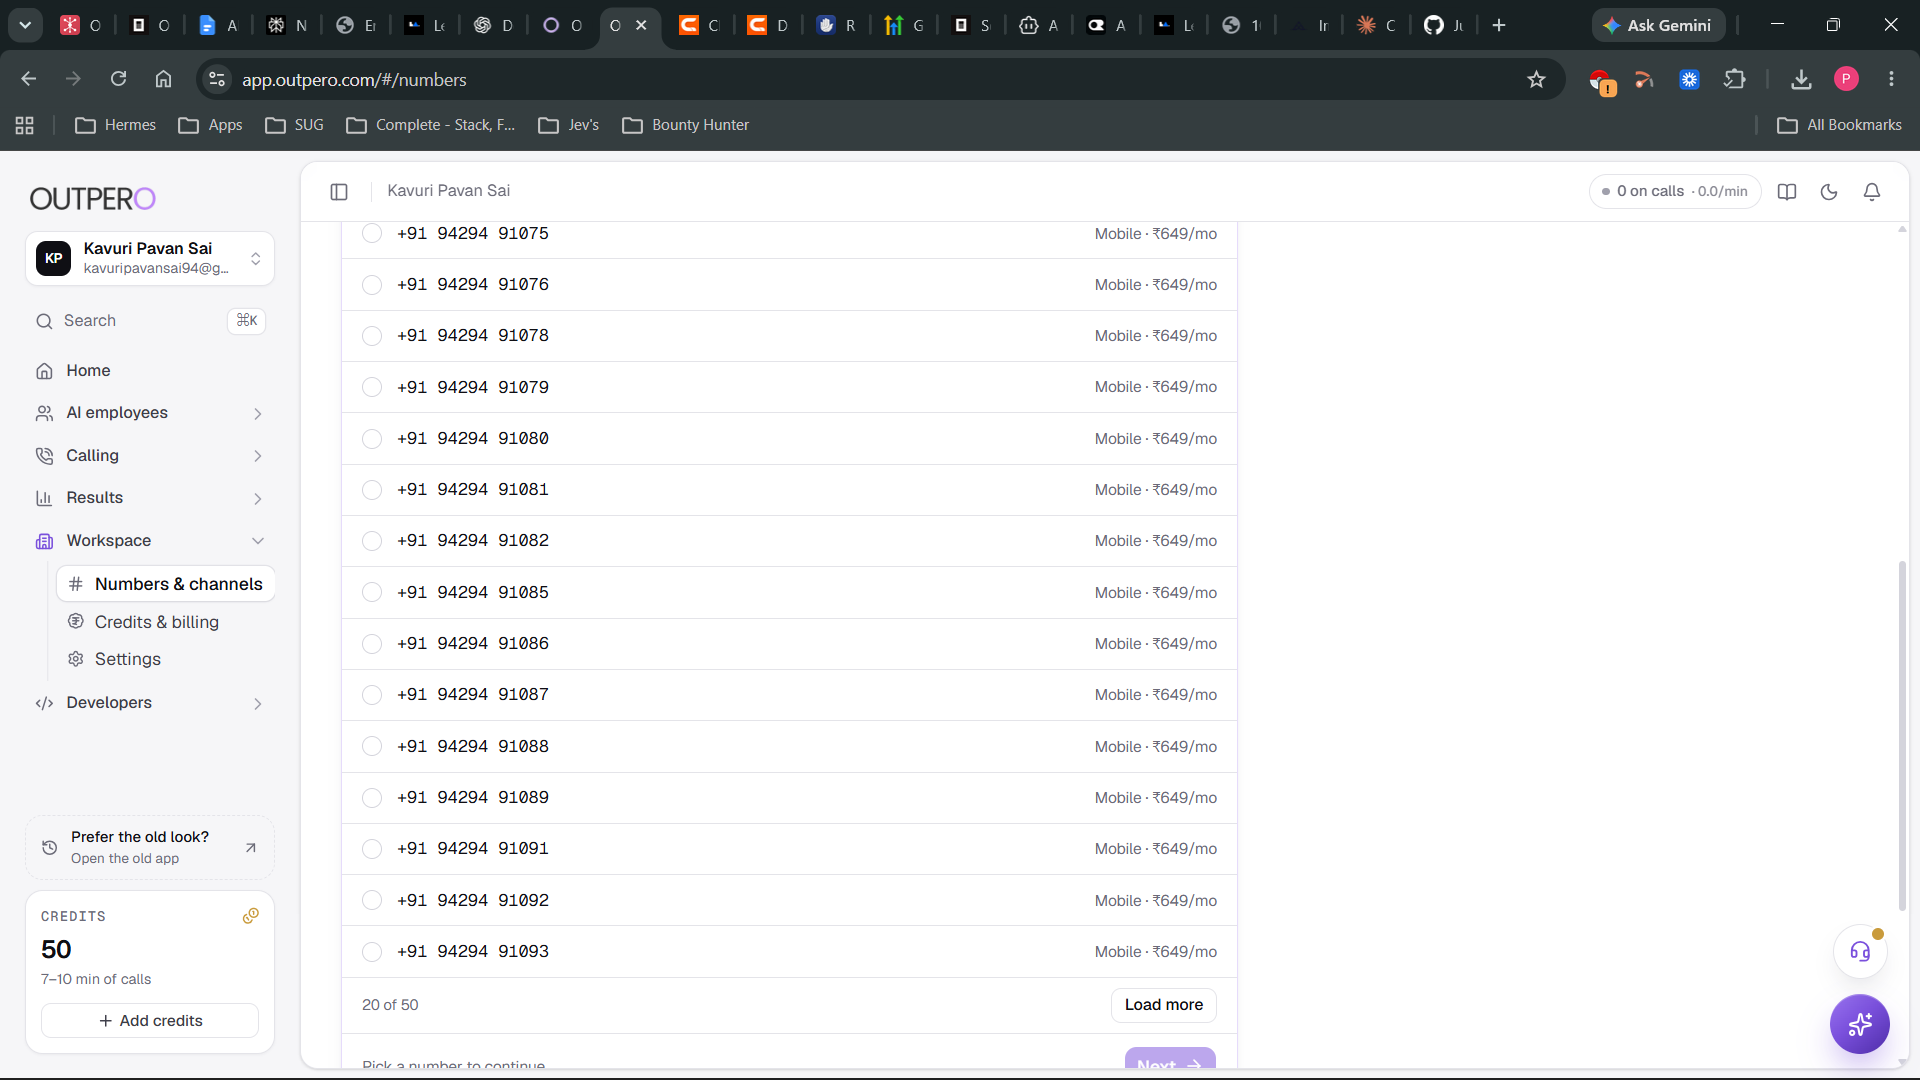 O
O
A
N
Er
Le
D
O
O
C
D
R
G
S
A
A
Le
1
Ir
C
Ju
Ask Gemini
app.outpero.com/#/numbers
P
Hermes
Apps
SUG
Complete - Stack, F...
Jev's
Bounty Hunter
All Bookmarks
OUTPERO
KP
Kavuri Pavan Sai
kavuripavansai94@g...
Search
⌘K
Home
AI employees
Calling
Results
Workspace
Numbers & channels
Credits & billing
Settings
Developers
Prefer the old look?
Open the old app
CREDITS
50
7–10 min of calls
+ Add credits
Kavuri Pavan Sai
0 on calls · 0.0/min
+91 94294 91075 Mobile · ₹649/mo
+91 94294 91076 Mobile · ₹649/mo
+91 94294 91078 Mobile · ₹649/mo
+91 94294 91079 Mobile · ₹649/mo
+91 94294 91080 Mobile · ₹649/mo
+91 94294 91081 Mobile · ₹649/mo
+91 94294 91082 Mobile · ₹649/mo
+91 94294 91085 Mobile · ₹649/mo
+91 94294 91086 Mobile · ₹649/mo
+91 94294 91087 Mobile · ₹649/mo
+91 94294 91088 Mobile · ₹649/mo
+91 94294 91089 Mobile · ₹649/mo
+91 94294 91091 Mobile · ₹649/mo
+91 94294 91092 Mobile · ₹649/mo
+91 94294 91093 Mobile · ₹649/mo
20 of 50
Load more
Pick a number to continue
Next →